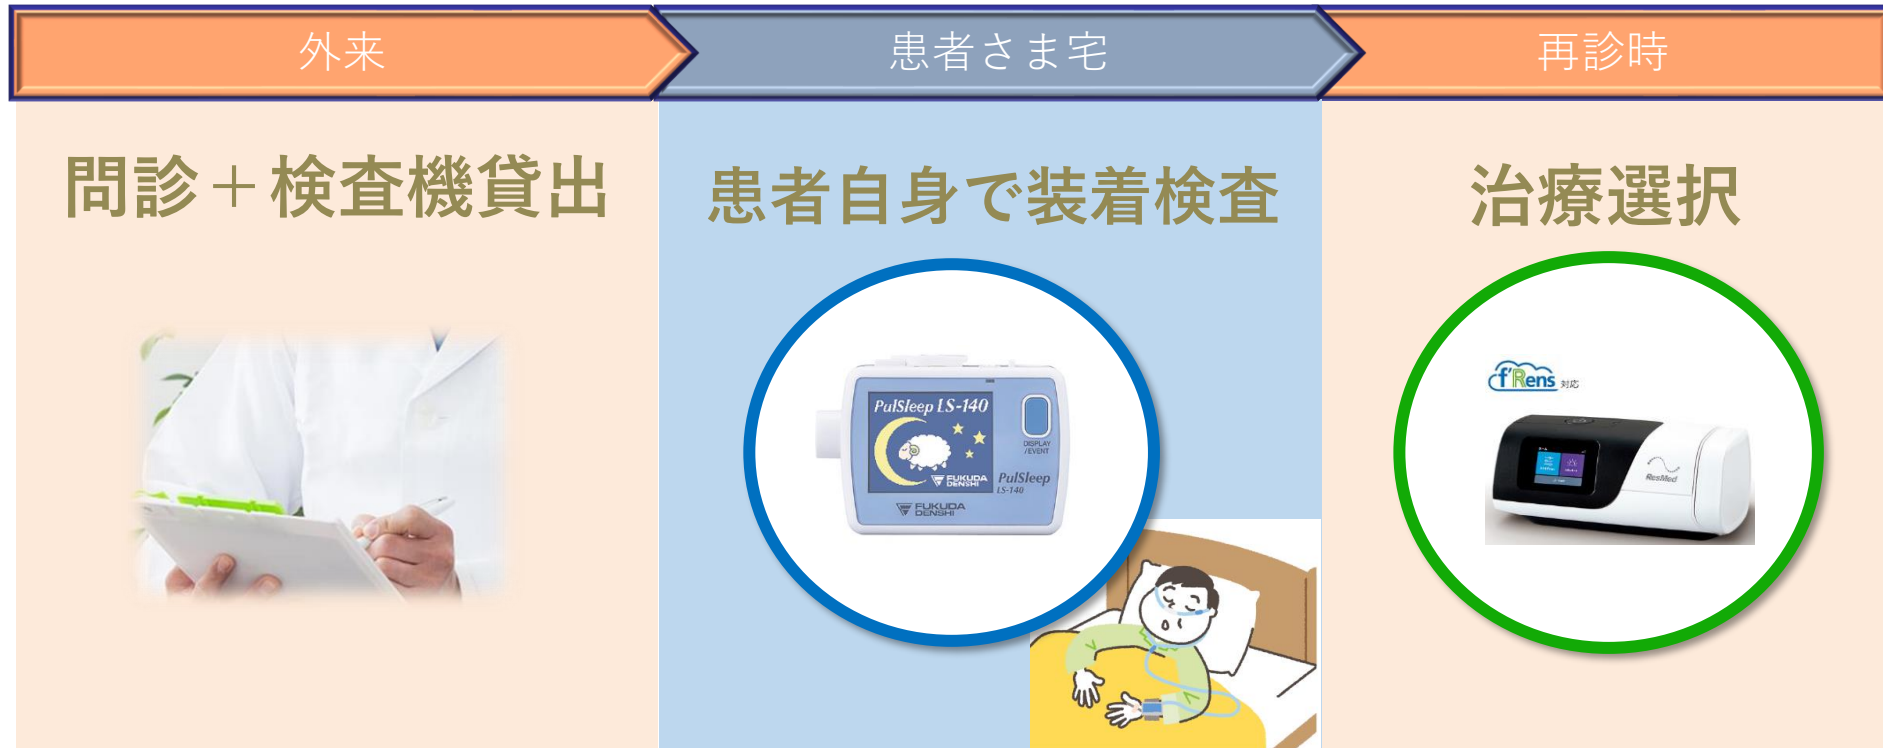 外来
患者さま宅
再診時
問診＋検査機貸出
患者自身で装着検査
治療選択
PulSleep LS-140
FUKUDA
DENSHI
DISPLAY
/EVENT
PulSleep
LS-140
FUKUDA
DENSHI
f'Rens 対応
ResMed